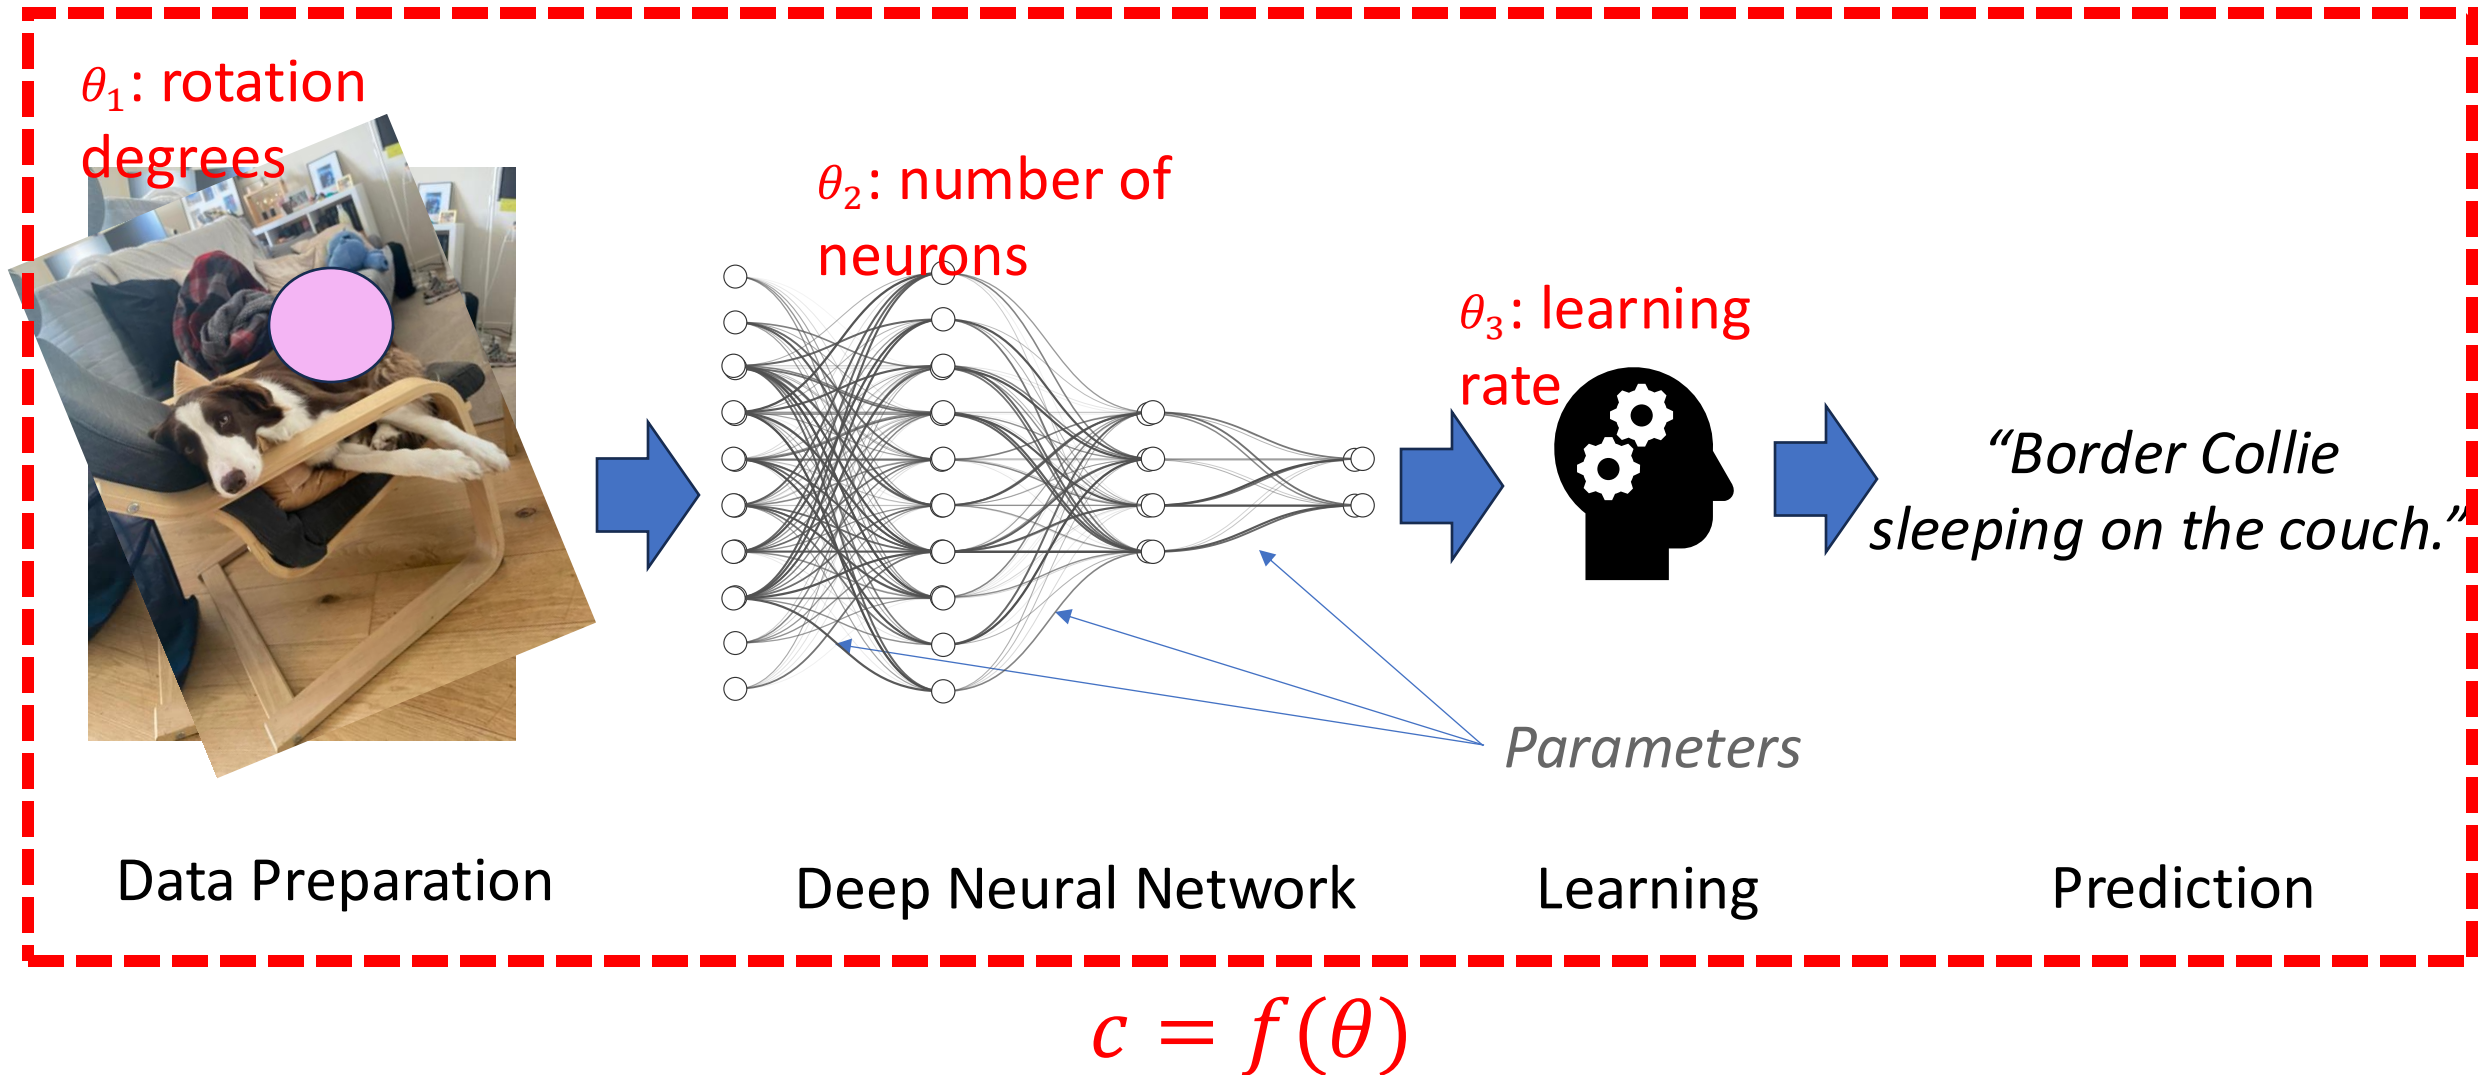 θ₁: rotation
degrees
θ₂: number of
neurons
θ₃: learning
rate
“Border Collie
sleeping on the couch.”
Parameters
Data Preparation
Deep Neural Network
Learning
Prediction
c = f(θ)